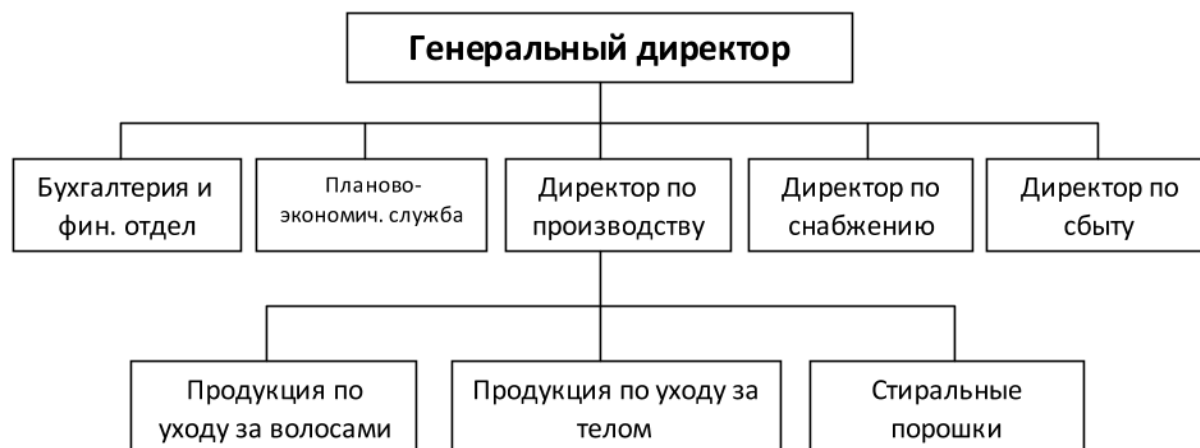 Генеральный директор
Бухгалтерия и
фин. отдел
Планово-
экономич. служба
Директор по
производству
Директор по
снабжению
Директор по
сбыту
Продукция по
уходу за волосами
Продукция по уходу за
телом
Стиральные
порошки